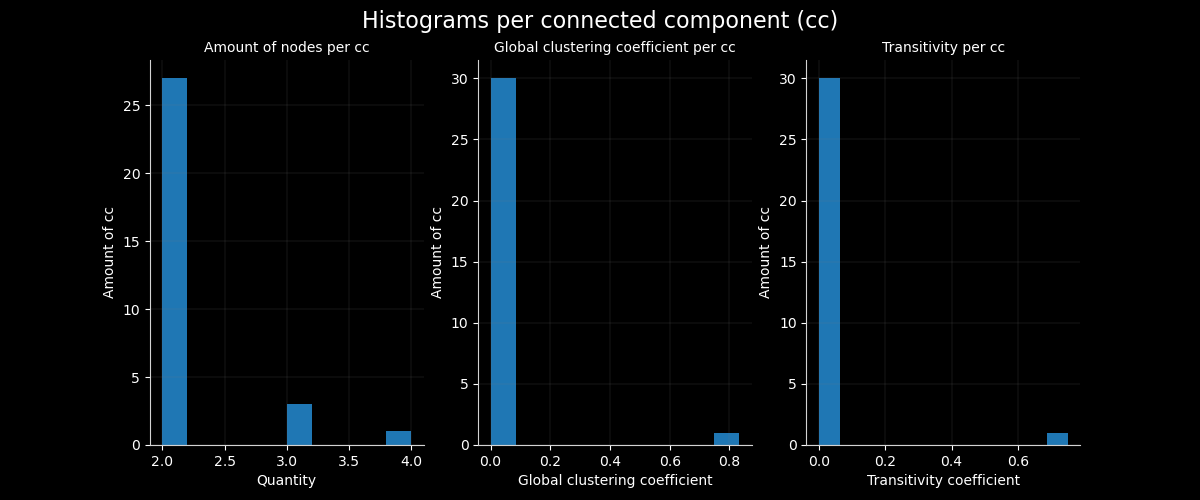 Histograms per connected component (cc)
Amount of nodes per cc
Global clustering coefficient per cc
Transitivity per cc
Amount of cc
25
20
15
10
5
0
2.0 2.5 3.0 3.5 4.0
Quantity
Amount of cc
30
25
20
15
10
5
0
0.0 0.2 0.4 0.6 0.8
Global clustering coefficient
Amount of cc
30
25
20
15
10
5
0
0.0 0.2 0.4 0.6
Transitivity coefficient